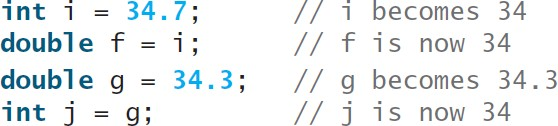 int i = 34.7; // i becomes 34
double f = i; // f is now 34
double g = 34.3; // g becomes 34.3
int j = g; // j is now 34